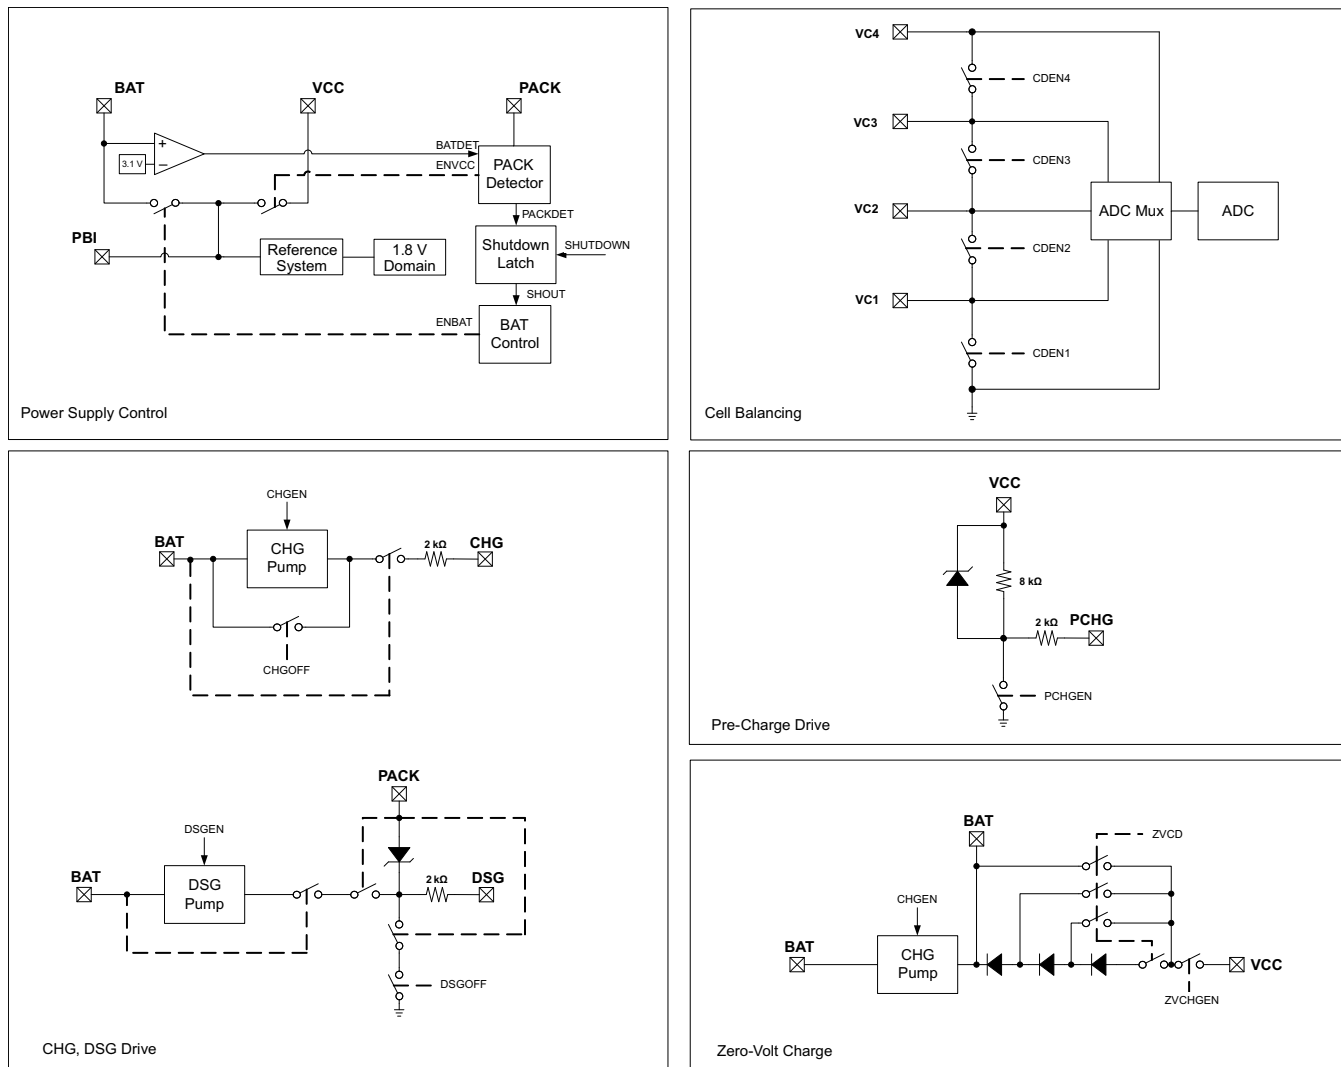 BAT
VCC
PACK
+
3.1 V
−
BATDET
ENVCC
PACK
Detector
PACKDET
PBI
Reference
System
1.8 V
Domain
Shutdown
Latch
SHUTDOWN
SHOUT
ENBAT
BAT
Control
Power Supply Control
VC4
CDEN4
VC3
CDEN3
VC2
ADC Mux
ADC
CDEN2
VC1
CDEN1
Cell Balancing
CHGEN
BAT
CHG
Pump
2 kΩ
CHG
CHGOFF
PACK
DSGEN
BAT
DSG
Pump
2 kΩ
DSG
DSGOFF
CHG, DSG Drive
VCC
8 kΩ
2 kΩ
PCHG
PCHGEN
Pre-Charge Drive
BAT
ZVCD
CHGEN
BAT
CHG
Pump
VCC
ZVCHGEN
Zero-Volt Charge